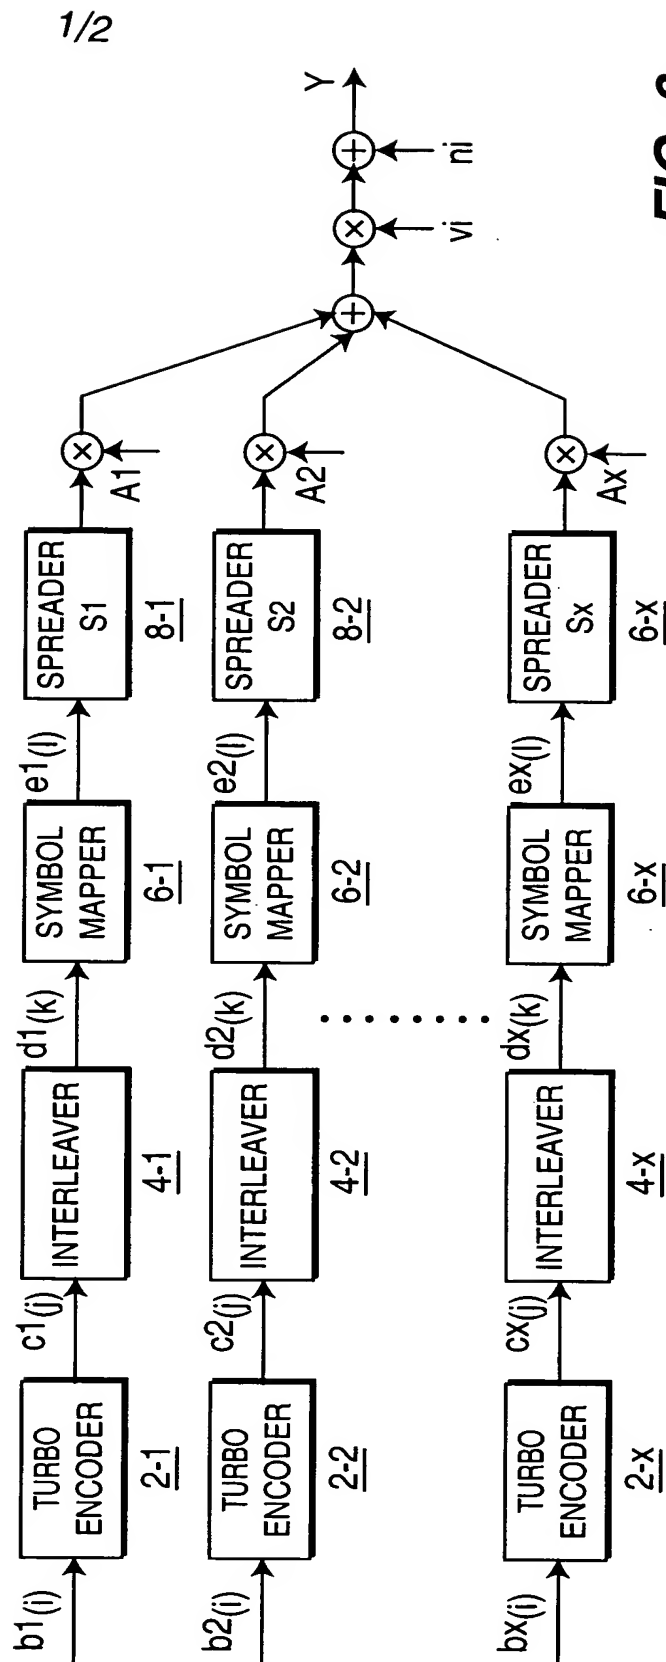 1/2
b1(i)
TURBO
ENCODER
2-1
c1(j)
INTERLEAVER
4-1
d1(k)
SYMBOL
MAPPER
6-1
e1(l)
SPREADER
S1
8-1
A1
b2(i)
TURBO
ENCODER
2-2
c2(j)
INTERLEAVER
4-2
d2(k)
SYMBOL
MAPPER
6-2
e2(l)
SPREADER
S2
8-2
A2
bx(i)
TURBO
ENCODER
2-x
cx(j)
INTERLEAVER
4-x
dx(k)
SYMBOL
MAPPER
6-x
ex(l)
SPREADER
Sx
6-x
Ax
vi
ni
Y